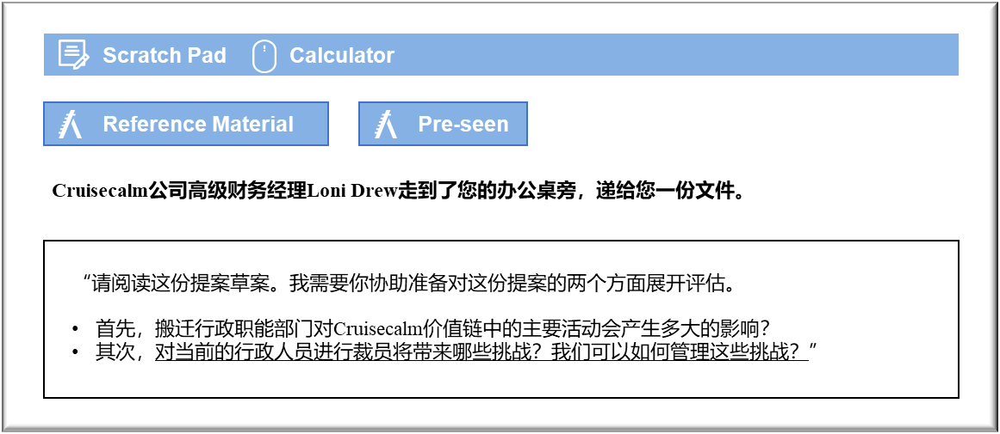 Scratch Pad Calculator
Reference Material Pre-seen
Cruisecalm公司高级财务经理Loni Drew走到了您的办公桌旁，递给您一份文件。
“请阅读这份提案草案。我需要你协助准备对这份提案的两个方面展开评估。
• 首先，搬迁行政职能部门对Cruisecalm价值链中的主要活动会产生多大的影响？
• 其次，对当前的行政人员进行裁员将带来哪些挑战？我们可以如何管理这些挑战？”